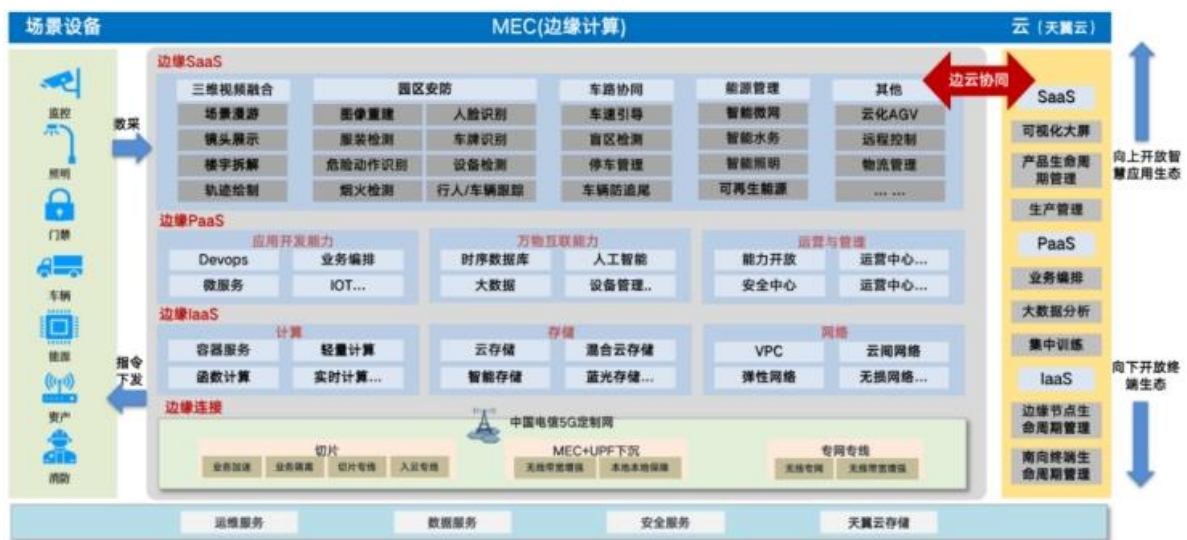 场景设备
MEC(边缘计算)
云（天翼云）
监控
照明
门禁
车辆
能源
资产
消防
数采
指令
下发
边缘SaaS
三维视频融合
场景漫游
镜头展示
楼宇拆解
轨迹绘制
园区安防
图像重建
人脸识别
服装检测
车牌识别
危险动作识别
设备检测
烟火检测
行人/车辆跟踪
车路协同
车速引导
盲区检测
停车管理
车辆防追尾
能源管理
智能微网
智能水务
智能照明
可再生能源
其他
云化AGV
远程控制
物流管理
... ...
边云协同
边缘PaaS
应用开发能力
Devops
业务编排
微服务
IOT...
万物互联能力
时序数据库
人工智能
大数据
设备管理..
运营与管理
能力开放
运营中心...
安全中心
运营中心...
边缘IaaS
计算
容器服务
轻量计算
函数计算
实时计算...
存储
云存储
混合云存储
智能存储
蓝光存储...
网络
VPC
云间网络
弹性网络
无损网络...
边缘连接
中国电信5G定制网
切片
业务加速
业务隔离
切片专线
入云专线
MEC+UPF下沉
无线带宽增强
本地本地保障
专网专线
无线专网
无线带宽增强
SaaS
可视化大屏
产品生命周
期管理
生产管理
PaaS
业务编排
大数据分析
集中训练
IaaS
边缘节点生
命周期管理
南向终端生
命周期管理
向上开放智
慧应用生态
向下开放终
端生态
运维服务
数据服务
安全服务
天翼云存储